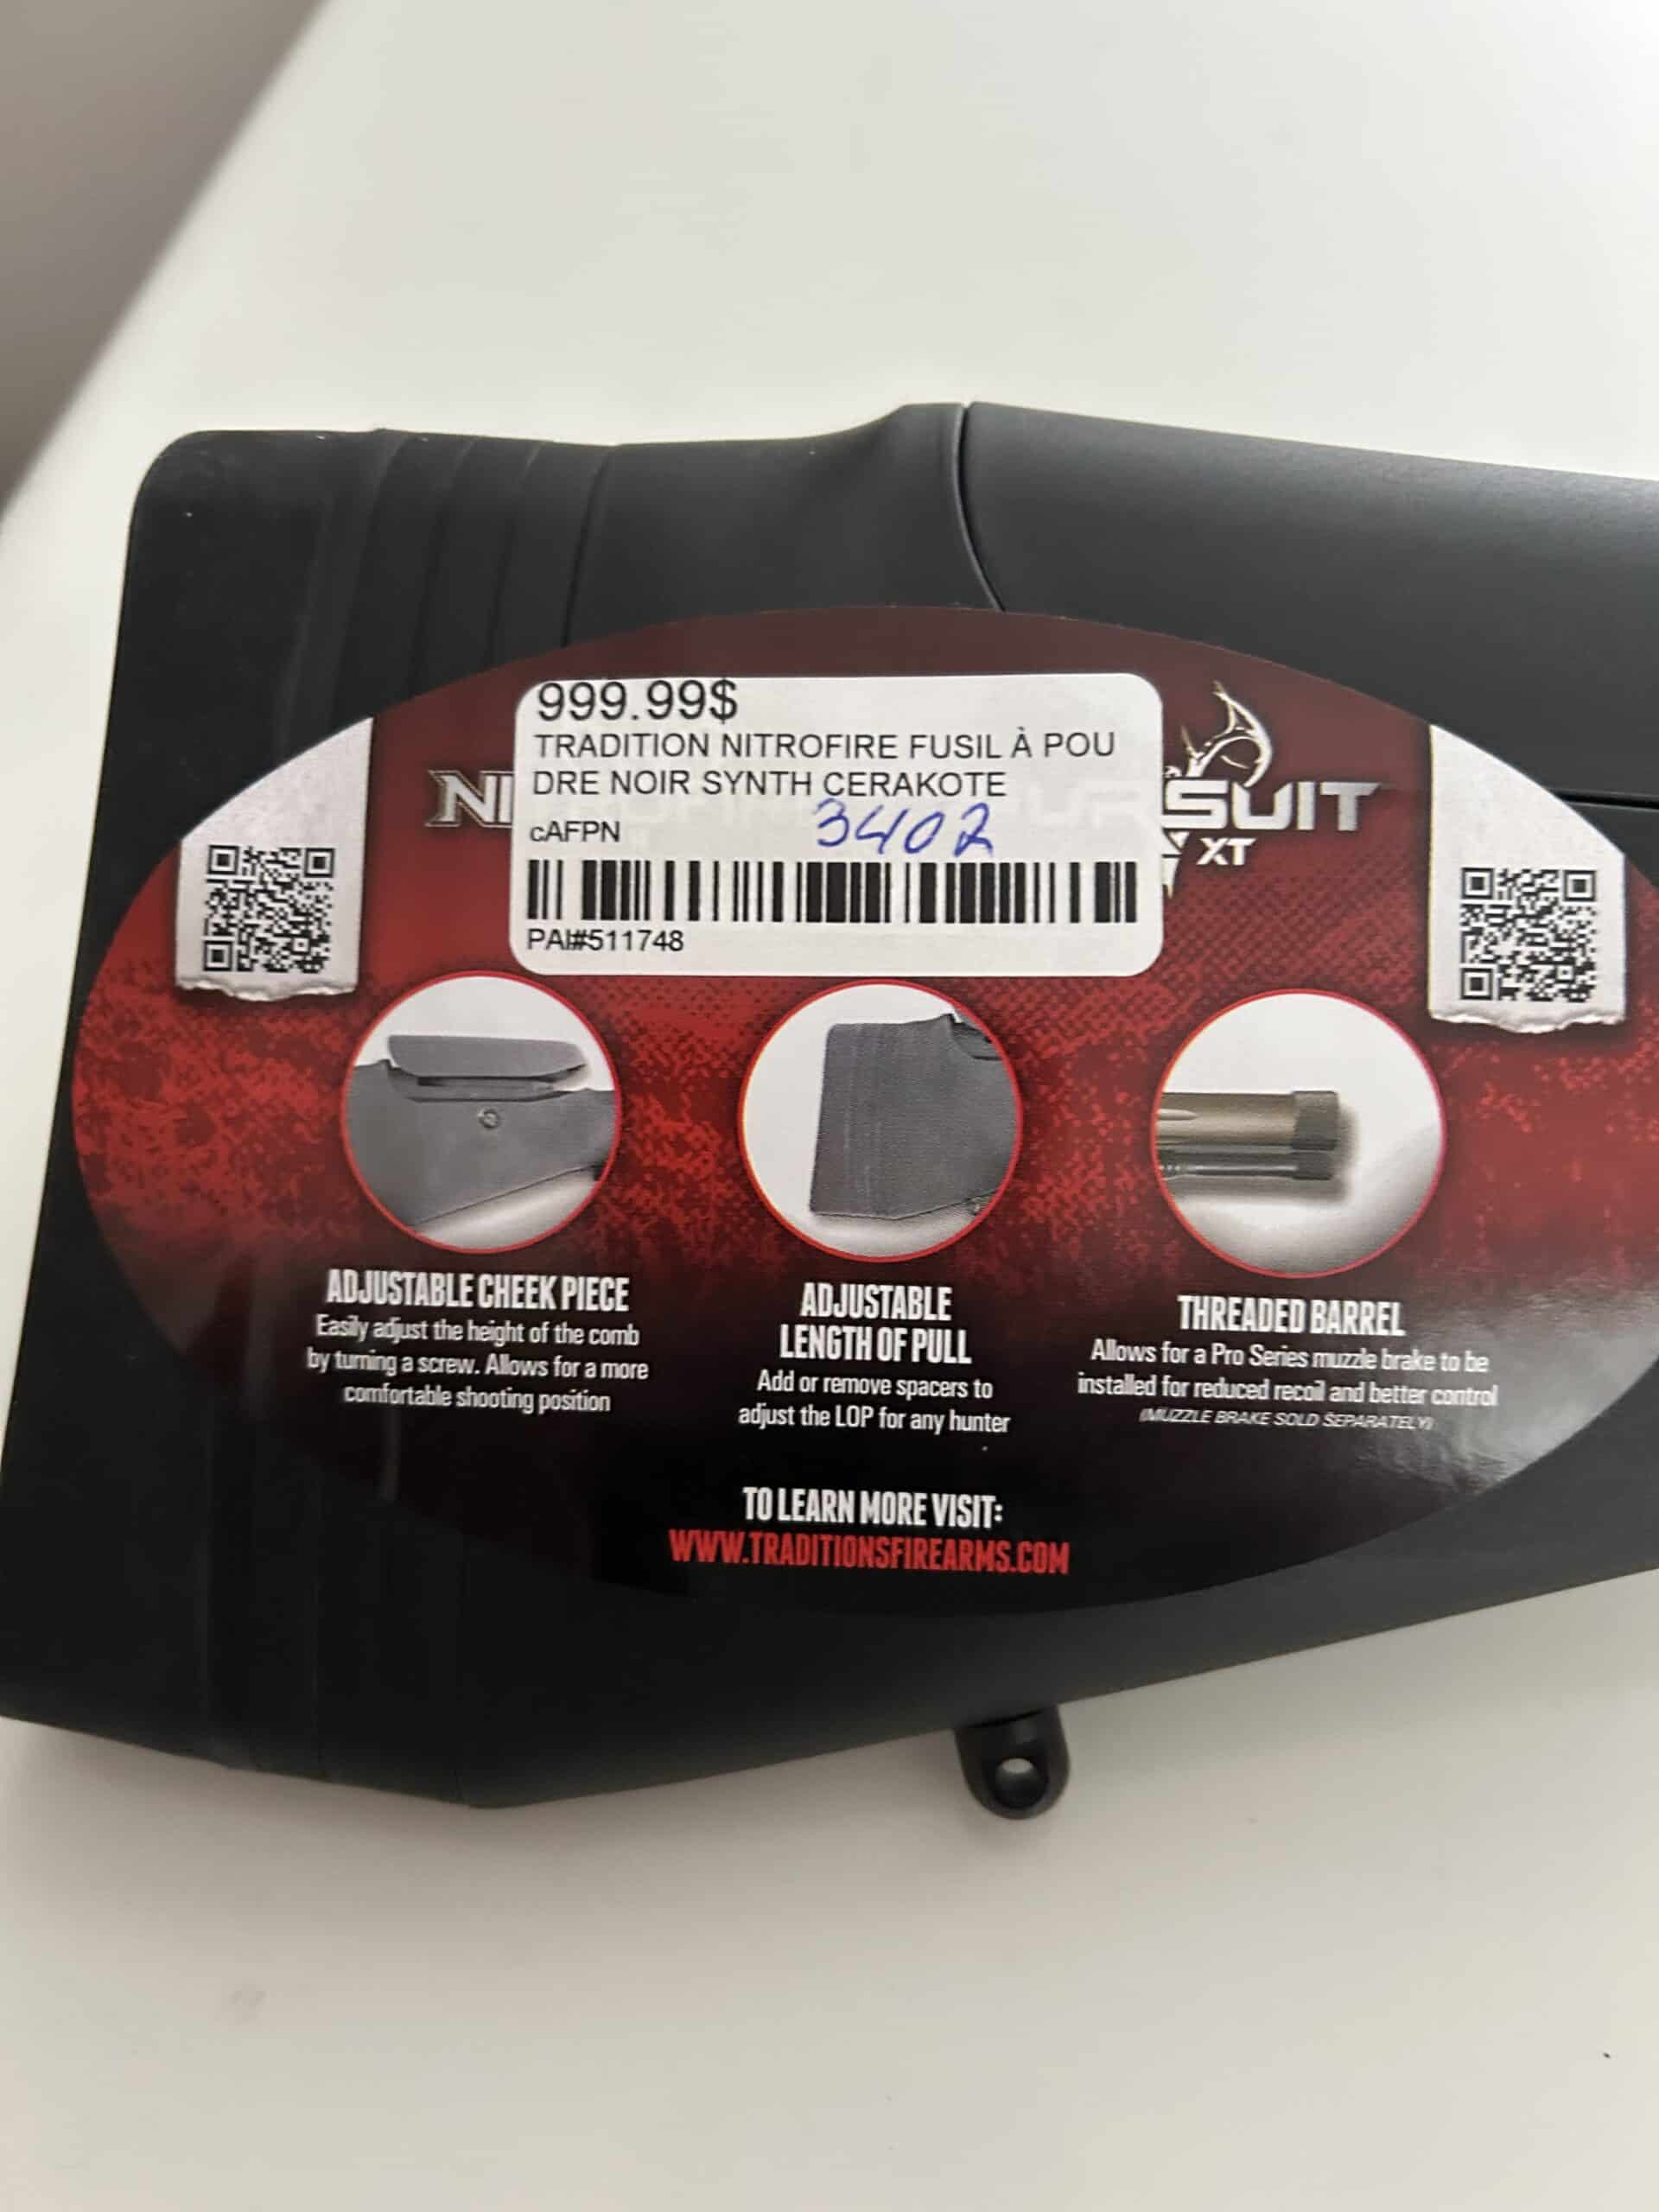 999.99$
TRADITION NITROFIRE FUSIL À POU
DRE NOIR SYNTH CERAKOTE
cAFPN 3402
PAI#511748
SUIT
XT
ADJUSTABLE CHEEK PIECE
Easily adjust the height of the comb
by turning a screw. Allows for a more
comfortable shooting position
ADJUSTABLE
LENGTH OF PULL
Add or remove spacers to
adjust the LOP for any hunter
THREADED BARREL
Allows for a Pro Series muzzle brake to be
installed for reduced recoil and better control
(MUZZLE BRAKE SOLD SEPARATELY)
TO LEARN MORE VISIT:
WWW.TRADITIONSFIREARMS.COM